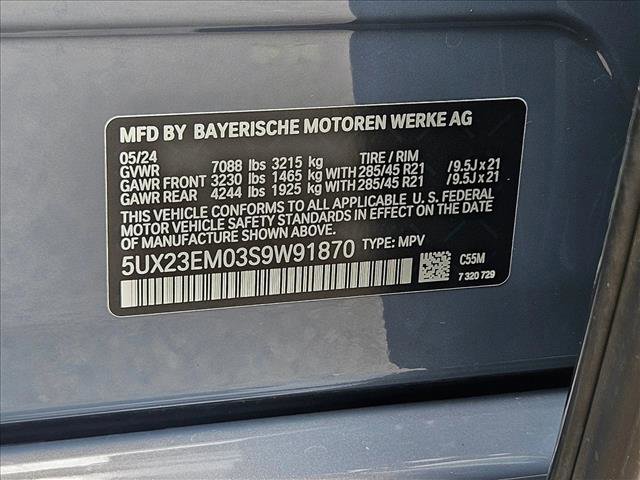 MFD BY BAYERISCHE MOTOREN WERKE AG
05/24
GVWR 7088 lbs 3215 kg TIRE / RIM
GAWR FRONT 3230 lbs 1465 kg WITH 285/45 R21 /9.5J x 21
GAWR REAR 4244 lbs 1925 kg WITH 285/45 R21 /9.5J x 21
THIS VEHICLE CONFORMS TO ALL APPLICABLE U. S. FEDERAL
MOTOR VEHICLE SAFETY STANDARDS IN EFFECT ON THE DATE OF
MANUFACTURE SHOWN ABOVE.
5UX23EM03S9W91870 TYPE: MPV
C55M
7 320 729